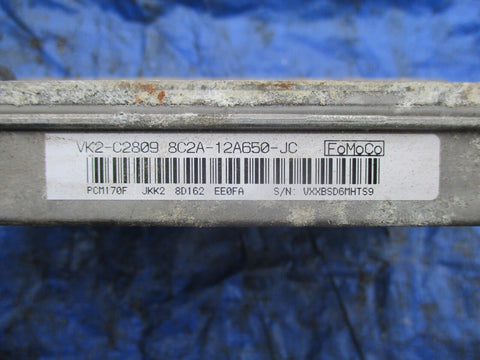 VK2-C2809 8C2A-12A650-JC FoMoCo
PCM170F JKK2 8D162 EE0FA S/N: VXXBSD6MHTS9